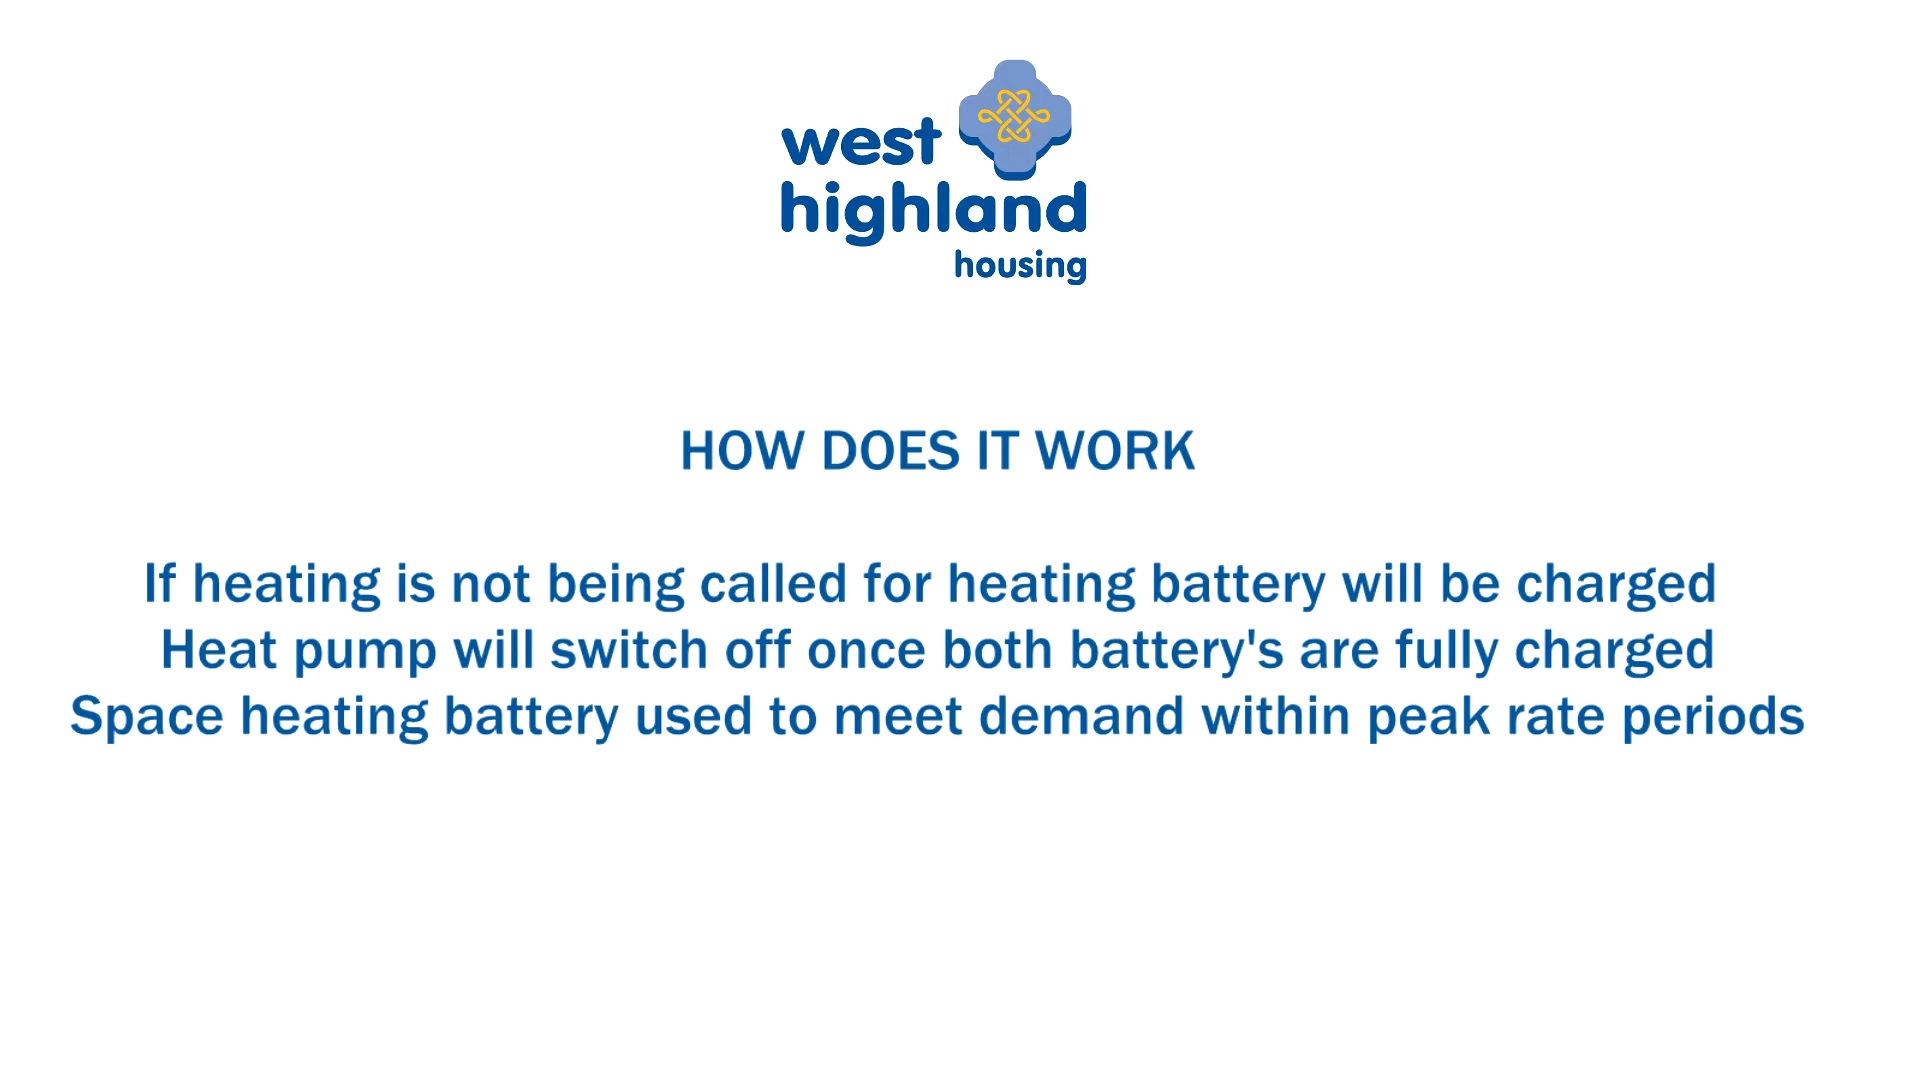 west
highland
housing
HOW DOES IT WORK
If heating is not being called for heating battery will be charged
Heat pump will switch off once both battery's are fully charged
Space heating battery used to meet demand within peak rate periods